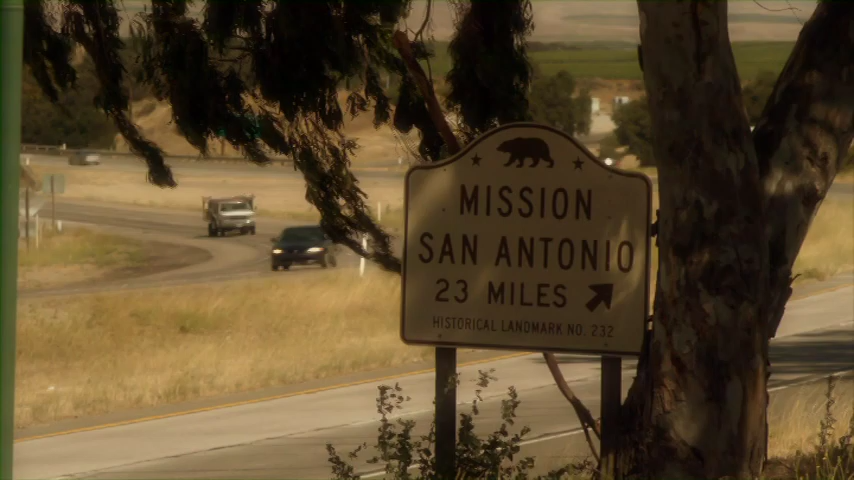 MISSION
SAN ANTONIO
23 MILES
HISTORICAL LANDMARK NO. 232